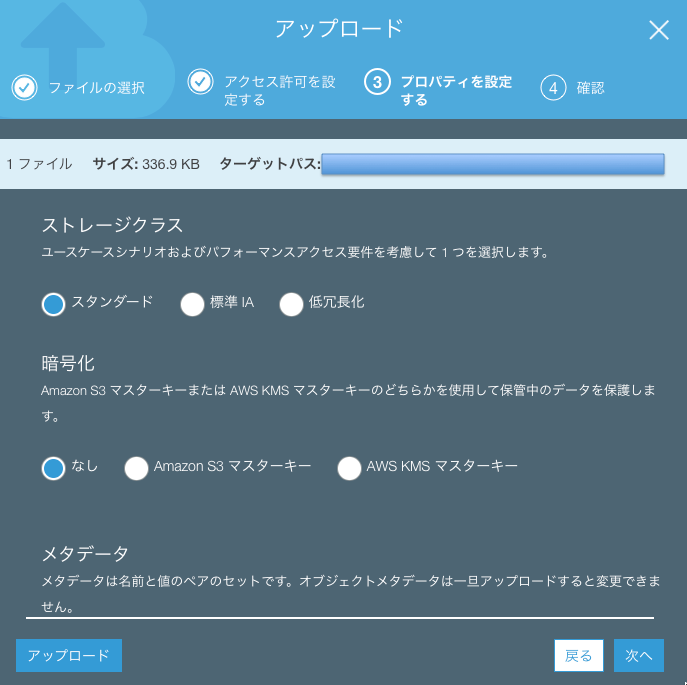 アップロード
ファイルの選択
アクセス許可を設
定する
3 プロパティを設定
する
4 確認
1 ファイル サイズ: 336.9 KB ターゲットパス:
ストレージクラス
ユースケースシナリオおよびパフォーマンスアクセス要件を考慮して 1 つを選択します。
スタンダード 標準 IA 低冗長化
暗号化
Amazon S3 マスターキーまたは AWS KMS マスターキーのどちらかを使用して保管中のデータを保護しま
す。
なし Amazon S3 マスターキー AWS KMS マスターキー
メタデータ
メタデータは名前と値のペアのセットです。オブジェクトメタデータは一旦アップロードすると変更できま
せん。
アップロード 戻る 次へ